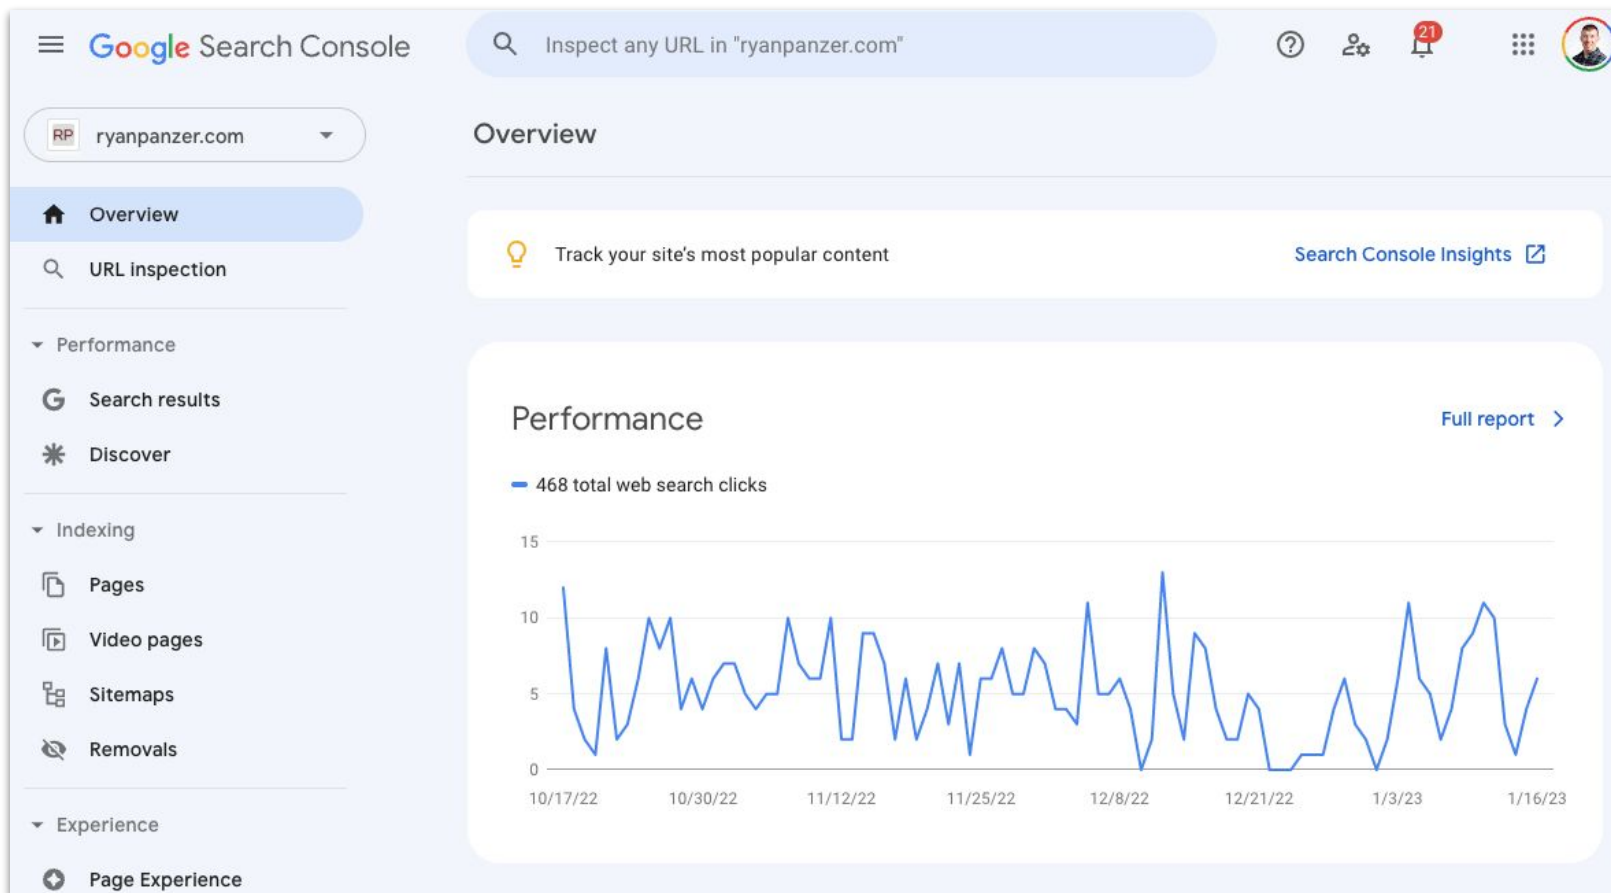 Google Search Console
Inspect any URL in "ryanpanzer.com"
21
RP
ryanpanzer.com
Overview
URL inspection
Performance
Search results
Discover
Indexing
Pages
Video pages
Sitemaps
Removals
Experience
Page Experience
Overview
Track your site's most popular content
Search Console Insights
Performance
Full report
468 total web search clicks
15
10
5
0
10/17/22 10/30/22 11/12/22 11/25/22 12/8/22 12/21/22 1/3/23 1/16/23